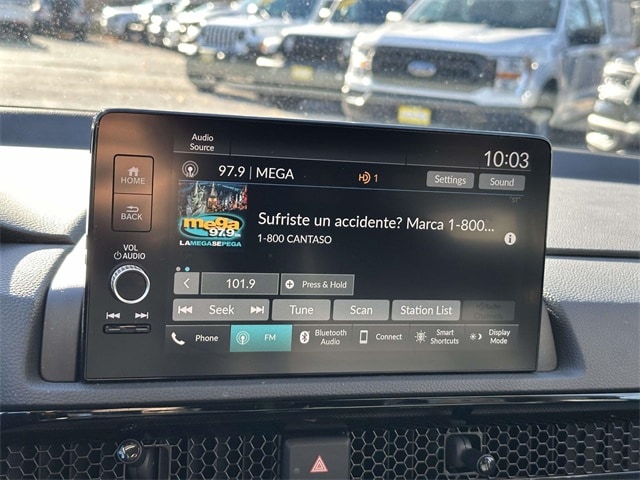 Audio
Source
10:03
97.9 | MEGA
HD 1
Settings
Sound
HOME
BACK
VOL
AUDIO
mega
97.9
LAMEGASEPEGA
Sufriste un accidente? Marca 1-800...
1-800 CANTASO
i
101.9
Press & Hold
Seek
Tune
Scan
Station List
Phone
FM
Bluetooth
Audio
Connect
Smart
Shortcuts
Display
Mode
Ford